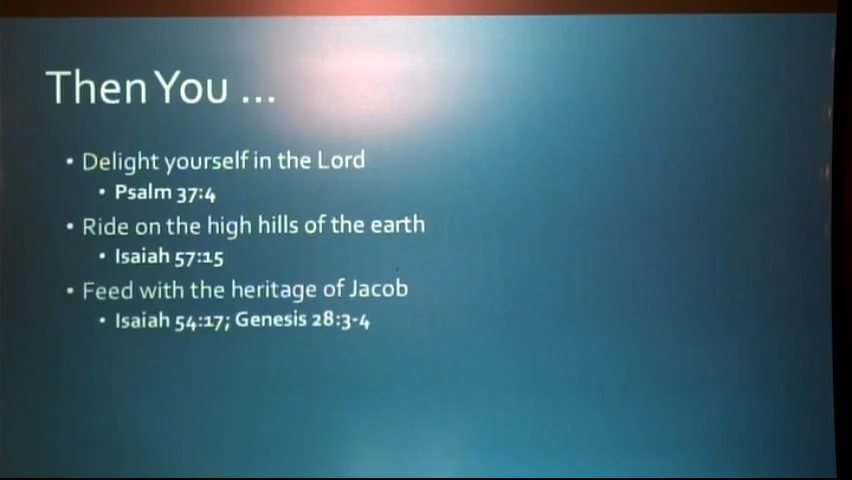 Then You ...
• Delight yourself in the Lord
• Psalm 37:4
• Ride on the high hills of the earth
• Isaiah 57:15
• Feed with the heritage of Jacob
• Isaiah 54:17; Genesis 28:3-4